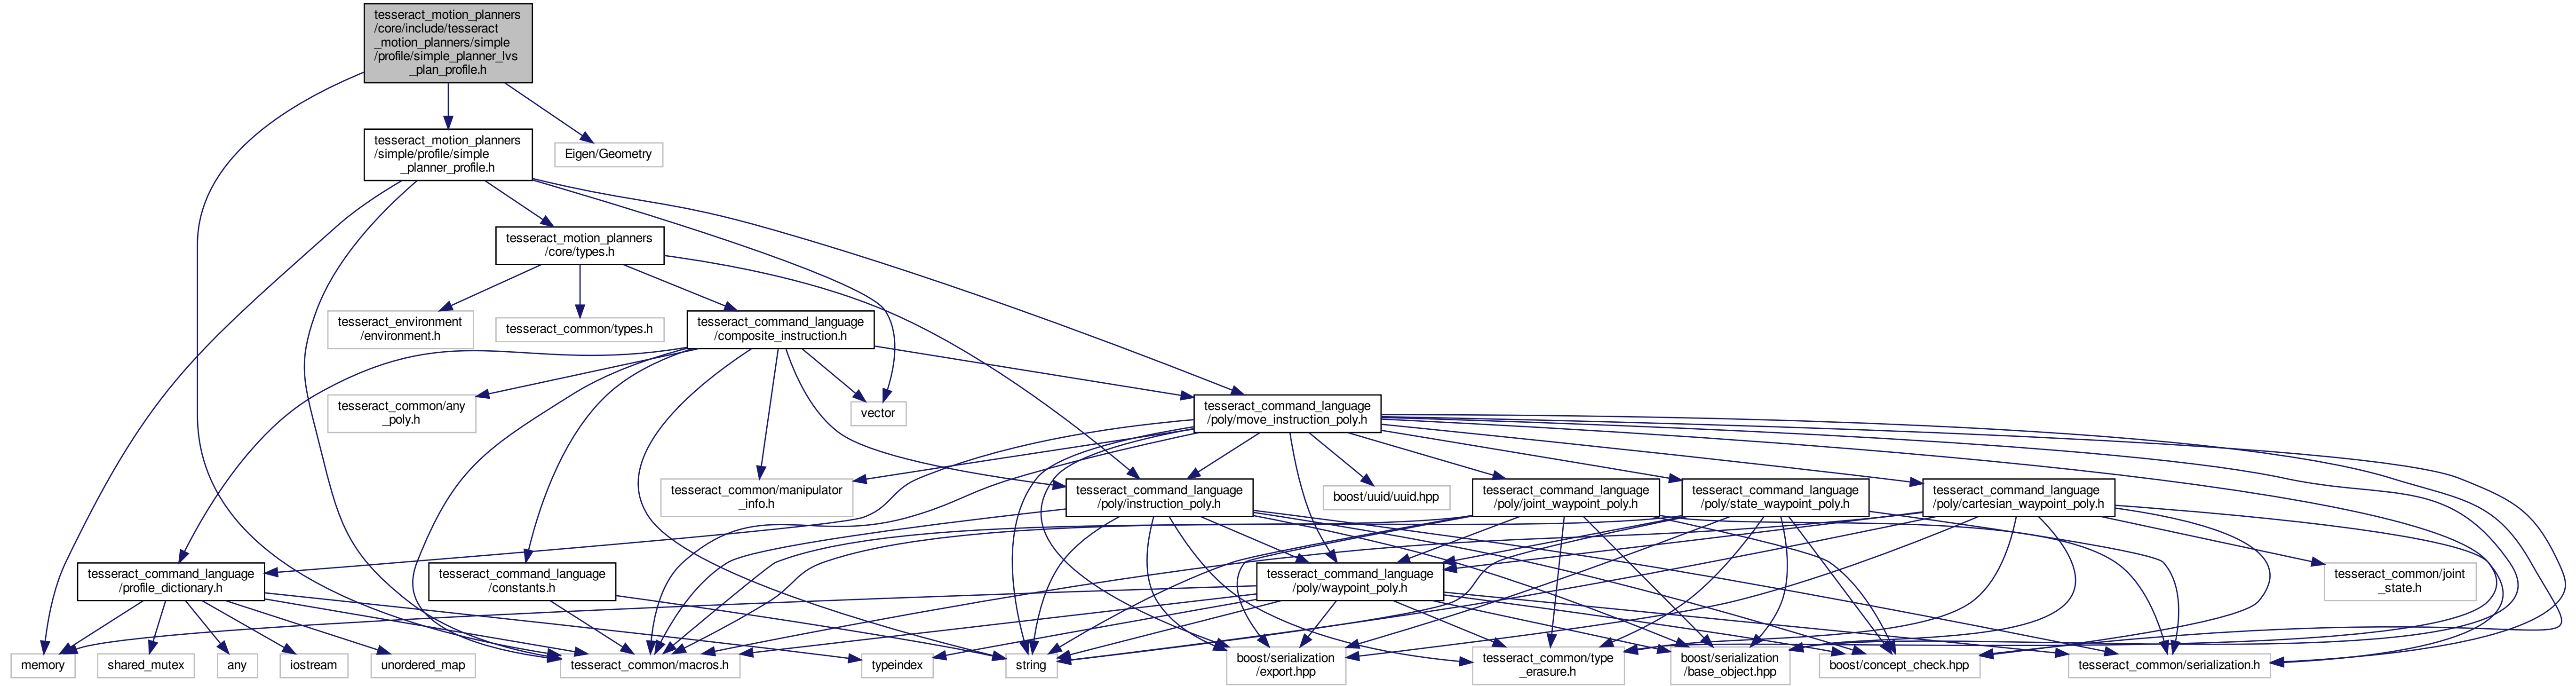 tesseract_motion_planners
/core/include/tesseract
_motion_planners/simple
/profile/simple_planner_lvs
_plan_profile.h
tesseract_motion_planners
/simple/profile/simple
_planner_profile.h
Eigen/Geometry
tesseract_motion_planners
/core/types.h
tesseract_environment
/environment.h
tesseract_common/types.h
tesseract_command_language
/composite_instruction.h
tesseract_common/any
_poly.h
vector
tesseract_command_language
/poly/move_instruction_poly.h
tesseract_common/manipulator
_info.h
tesseract_command_language
/poly/instruction_poly.h
boost/uuid/uuid.hpp
tesseract_command_language
/poly/joint_waypoint_poly.h
tesseract_command_language
/poly/state_waypoint_poly.h
tesseract_command_language
/poly/cartesian_waypoint_poly.h
tesseract_command_language
/profile_dictionary.h
tesseract_command_language
/constants.h
tesseract_command_language
/poly/waypoint_poly.h
tesseract_common/joint
_state.h
memory
shared_mutex
any
iostream
unordered_map
tesseract_common/macros.h
typeindex
string
boost/serialization
/export.hpp
tesseract_common/type
_erasure.h
boost/serialization
/base_object.hpp
boost/concept_check.hpp
tesseract_common/serialization.h